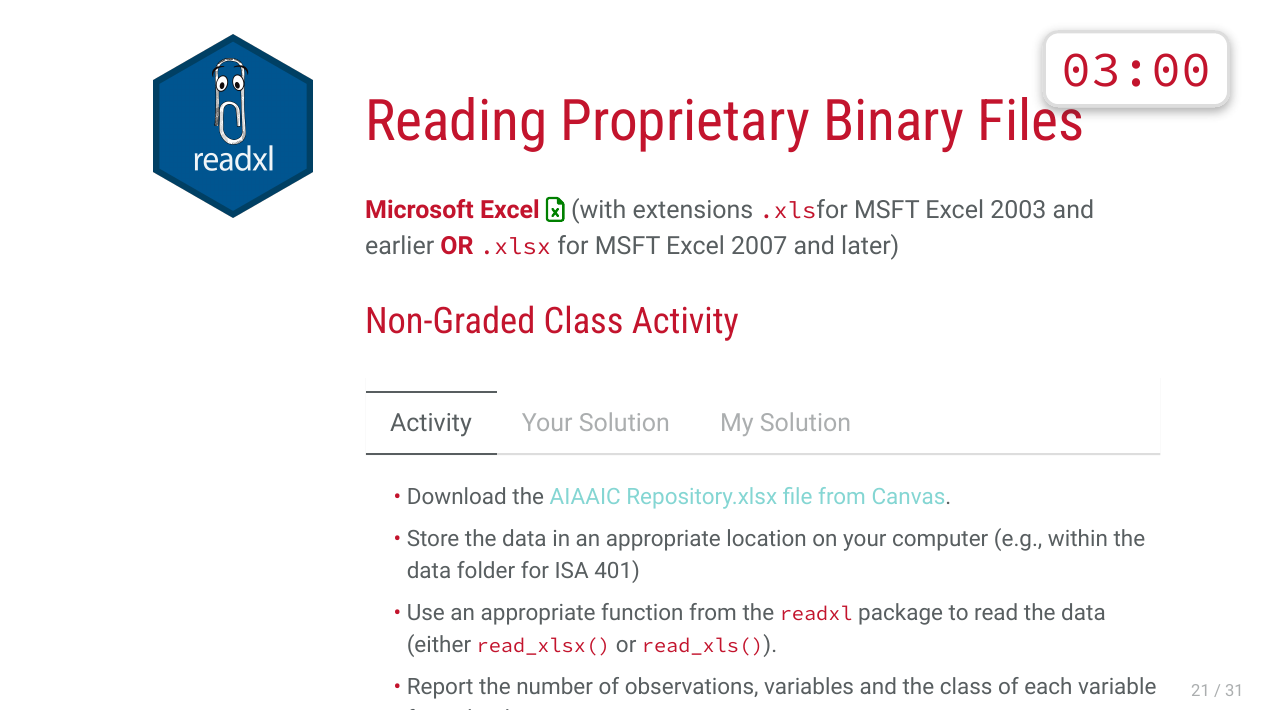 readxl
03:00
Reading Proprietary Binary Files
Microsoft Excel (with extensions .xlsfor MSFT Excel 2003 and
earlier OR .xlsx for MSFT Excel 2007 and later)
Non-Graded Class Activity
Activity Your Solution My Solution
• Download the AIAAIC Repository.xlsx file from Canvas.
• Store the data in an appropriate location on your computer (e.g., within the
data folder for ISA 401)
• Use an appropriate function from the readxl package to read the data
(either read_xlsx() or read_xls()).
• Report the number of observations, variables and the class of each variable
21 / 31